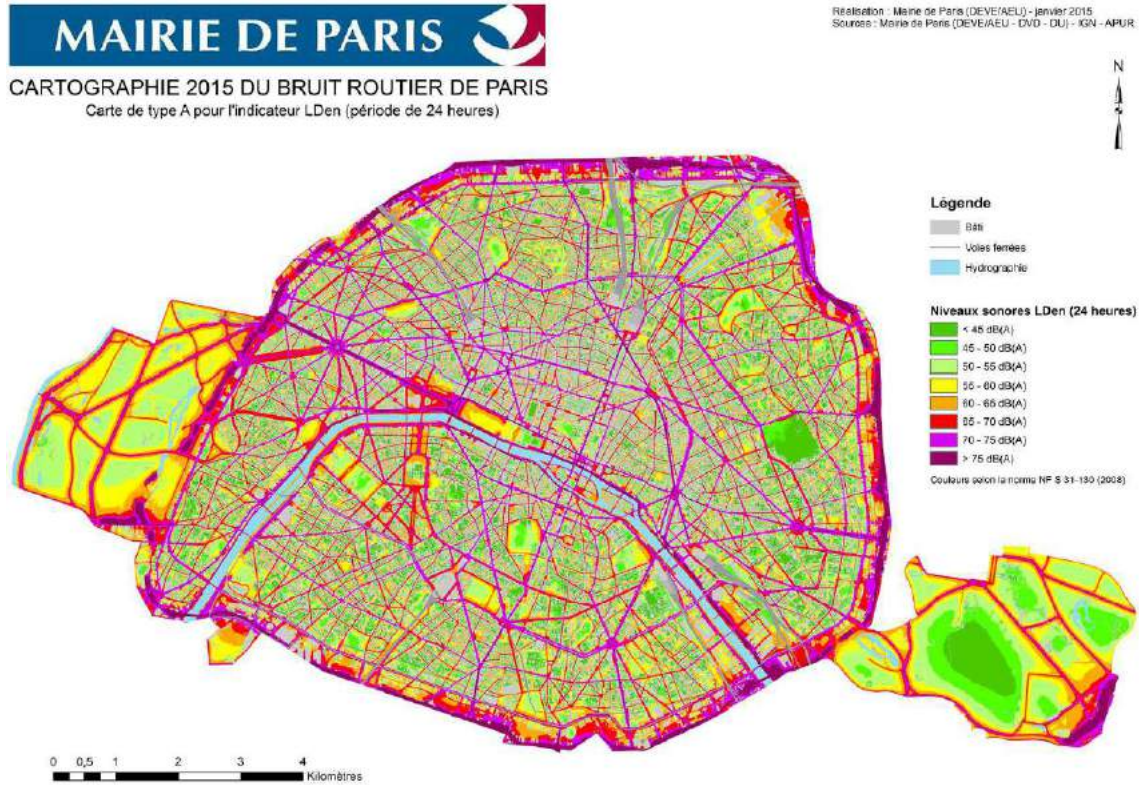 MAIRIE DE PARIS
CARTOGRAPHIE 2015 DU BRUIT ROUTIER DE PARIS
Carte de type A pour l'indicateur LDen (période de 24 heures)
Réalisation : Mairie de Paris (DEVE/AEU) - janvier 2015
Sources : Mairie de Paris (DEVE/AEU - DVD - DU) - IGN - APUR
N
Légende
Bâti
Voies ferrées
Hydrographie
Niveaux sonores LDen (24 heures)
< 45 dB(A)
45 - 50 dB(A)
50 - 55 dB(A)
55 - 60 dB(A)
60 - 65 dB(A)
65 - 70 dB(A)
70 - 75 dB(A)
> 75 dB(A)
Couleurs selon la norme NF S 31-130 (2008)
0 0,5 1 2 3 4
Kilomètres